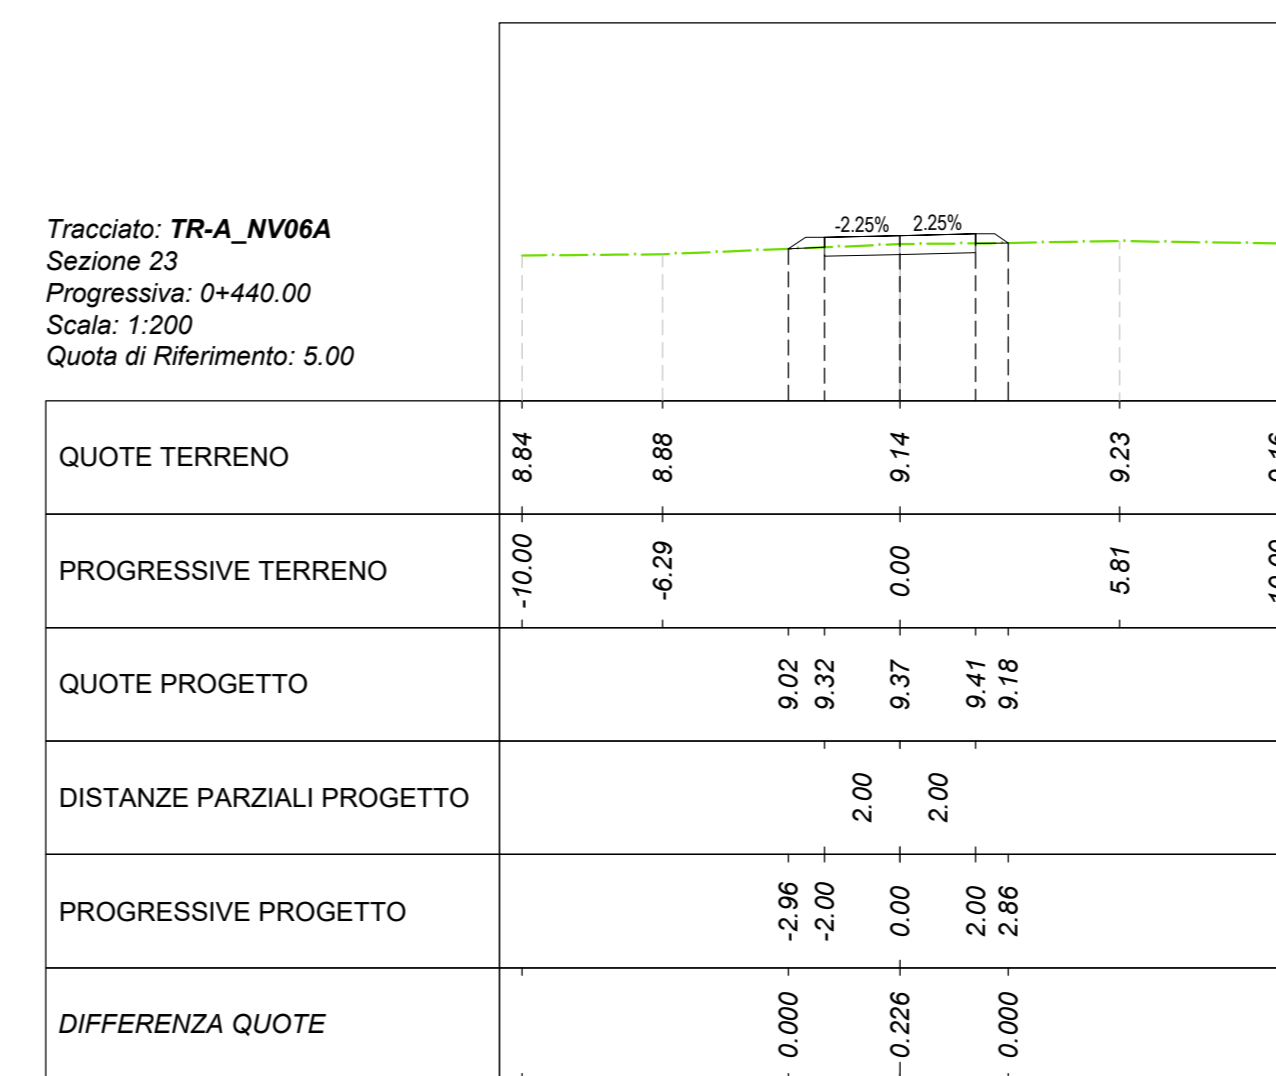 -2.25% 2.25%
Tracciato: TR-A_NV06A
Sezione 23
Progressiva: 0+440.00
Scala: 1:200
Quota di Riferimento: 5.00
QUOTE TERRENO 8.84 8.88 9.14 9.23
PROGRESSIVE TERRENO -10.00 -6.29 0.00 5.81
QUOTE PROGETTO 9.02 9.32 9.37 9.41 9.18
DISTANZE PARZIALI PROGETTO 2.00 2.00
PROGRESSIVE PROGETTO -2.96 -2.00 0.00 2.00 2.86
DIFFERENZA QUOTE 0.000 0.226 0.000